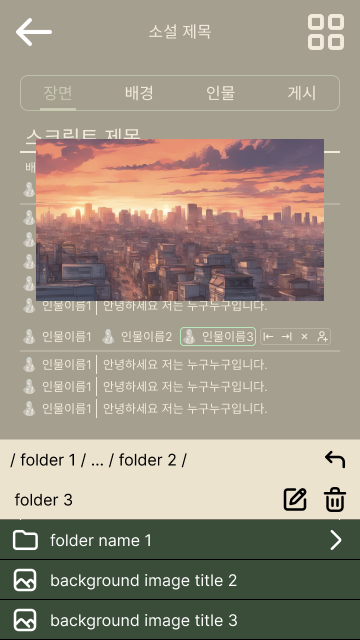 소설 제목
장면 배경 인물 게시
스크립트 제목
배
인물이름1 안녕하세요 저는 누구누구입니다.
인물이름1 인물이름2 인물이름3
인물이름1 안녕하세요 저는 누구누구입니다.
인물이름1 안녕하세요 저는 누구누구입니다.
인물이름1 안녕하세요 저는 누구누구입니다.
/ folder 1 / ... / folder 2 /
folder 3
folder name 1
background image title 2
background image title 3